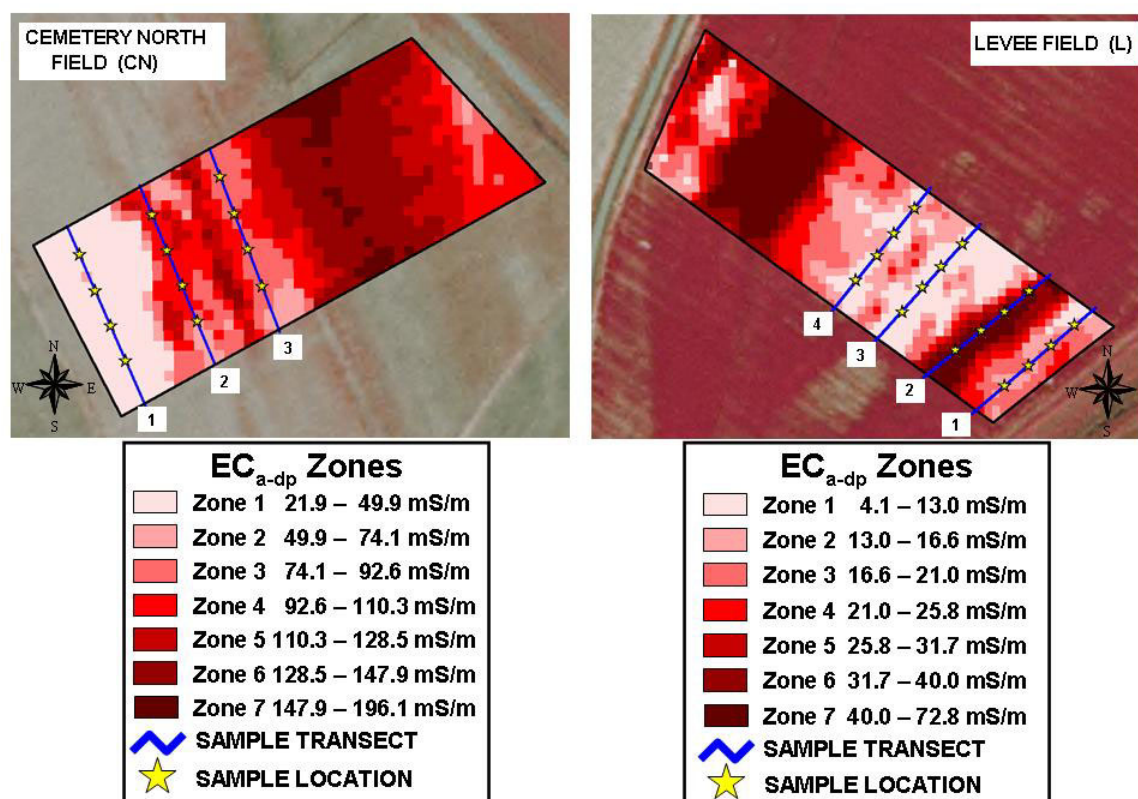 CEMETERY NORTH
FIELD (CN)
N
W E
S
1
2
3
LEVEE FIELD (L)
4
3
2
1
N
W
S
ECa-dp Zones
Zone 1 21.9 – 49.9 mS/m
Zone 2 49.9 – 74.1 mS/m
Zone 3 74.1 – 92.6 mS/m
Zone 4 92.6 – 110.3 mS/m
Zone 5 110.3 – 128.5 mS/m
Zone 6 128.5 – 147.9 mS/m
Zone 7 147.9 – 196.1 mS/m
SAMPLE TRANSECT
SAMPLE LOCATION
ECa-dp Zones
Zone 1 4.1 – 13.0 mS/m
Zone 2 13.0 – 16.6 mS/m
Zone 3 16.6 – 21.0 mS/m
Zone 4 21.0 – 25.8 mS/m
Zone 5 25.8 – 31.7 mS/m
Zone 6 31.7 – 40.0 mS/m
Zone 7 40.0 – 72.8 mS/m
SAMPLE TRANSECT
SAMPLE LOCATION